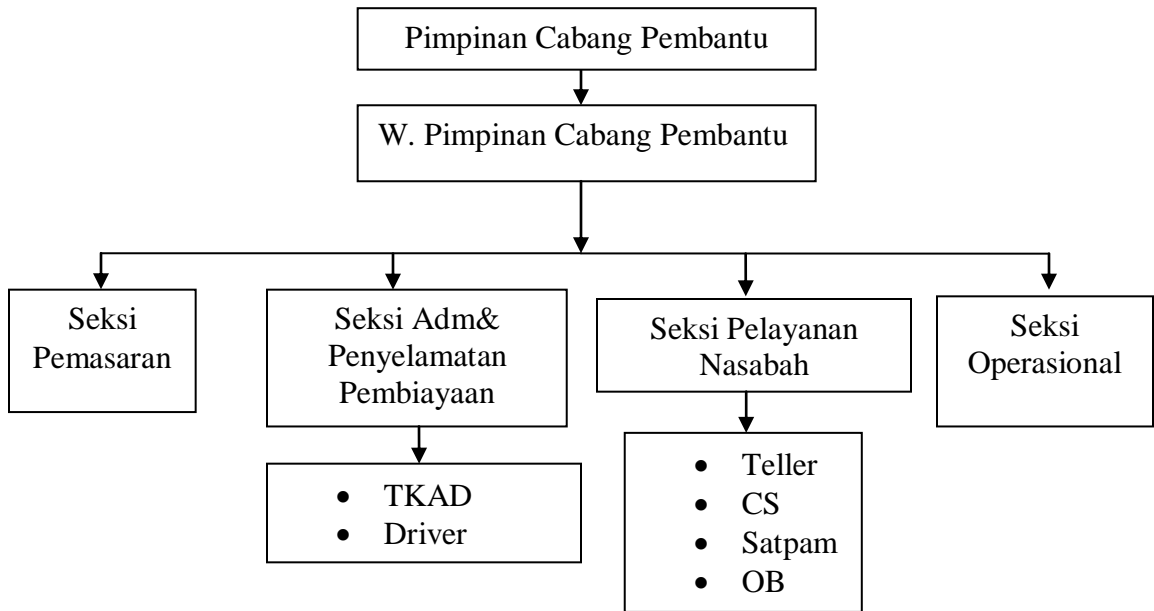 Pimpinan Cabang Pembantu
W. Pimpinan Cabang Pembantu
Seksi
Pemasaran
Seksi Adm&
Penyelamatan
Pembiayaan
Seksi Pelayanan
Nasabah
Seksi
Operasional
• TKAD
• Driver
• Teller
• CS
• Satpam
• OB